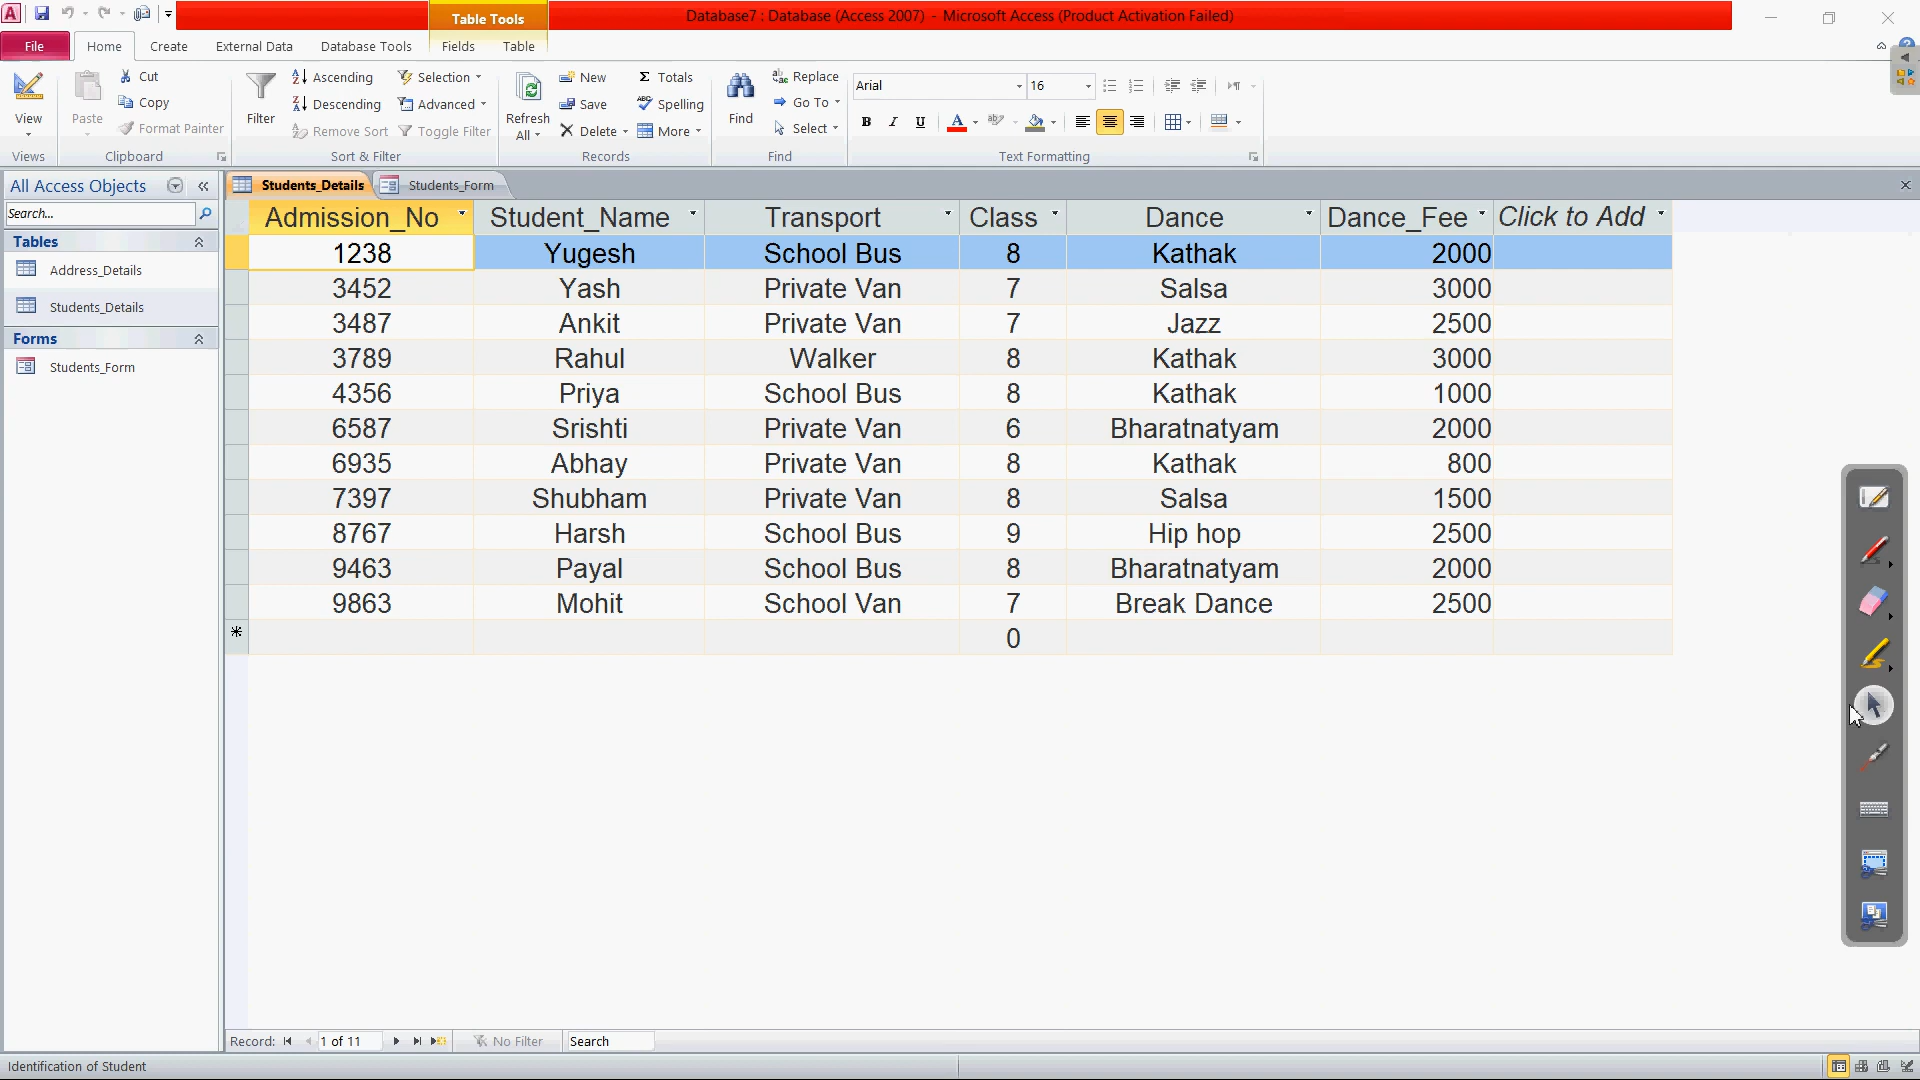 Table Tools
Database7 : Database (Access 2007) - Microsoft Access (Product Activation Failed)
File Home Create External Data Database Tools Fields Table
View
Paste
Cut
Copy
Format Painter
Filter
Ascending
Descending
Remove Sort
Selection
Advanced
Toggle Filter
Refresh All
New
Save
Delete
Totals
Spelling
More
Find
Replace
Go To
Select
Arial 16
B I U
Views Clipboard Sort & Filter Records Find Text Formatting
All Access Objects
Search...
Tables
Address_Details
Students_Details
Forms
Students_Form
Students_Details Students_Form
Admission_No Student_Name Transport Class Dance Dance_Fee Click to Add
1238 Yugesh School Bus 8 Kathak 2000
3452 Yash Private Van 7 Salsa 3000
3487 Ankit Private Van 7 Jazz 2500
3789 Rahul Walker 8 Kathak 3000
4356 Priya School Bus 8 Kathak 1000
6587 Srishti Private Van 6 Bharatnatyam 2000
6935 Abhay Private Van 8 Kathak 800
7397 Shubham Private Van 8 Salsa 1500
8767 Harsh School Bus 9 Hip hop 2500
9463 Payal School Bus 8 Bharatnatyam 2000
9863 Mohit School Van 7 Break Dance 2500
0
Record: 1 of 11 No Filter Search
Identification of Student